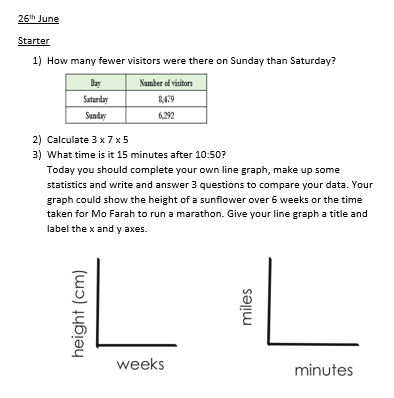 26th June
Starter
1) How many fewer visitors were there on Sunday than Saturday?
Day Number of visitors
Saturday 8,479
Sunday 6,292
2) Calculate 3 x 7 x 5
3) What time is it 15 minutes after 10:50?
Today you should complete your own line graph, make up some
statistics and write and answer 3 questions to compare your data. Your
graph could show the height of a sunflower over 6 weeks or the time
taken for Mo Farah to run a marathon. Give your line graph a title and
label the x and y axes.
height (cm)
weeks
miles
minutes